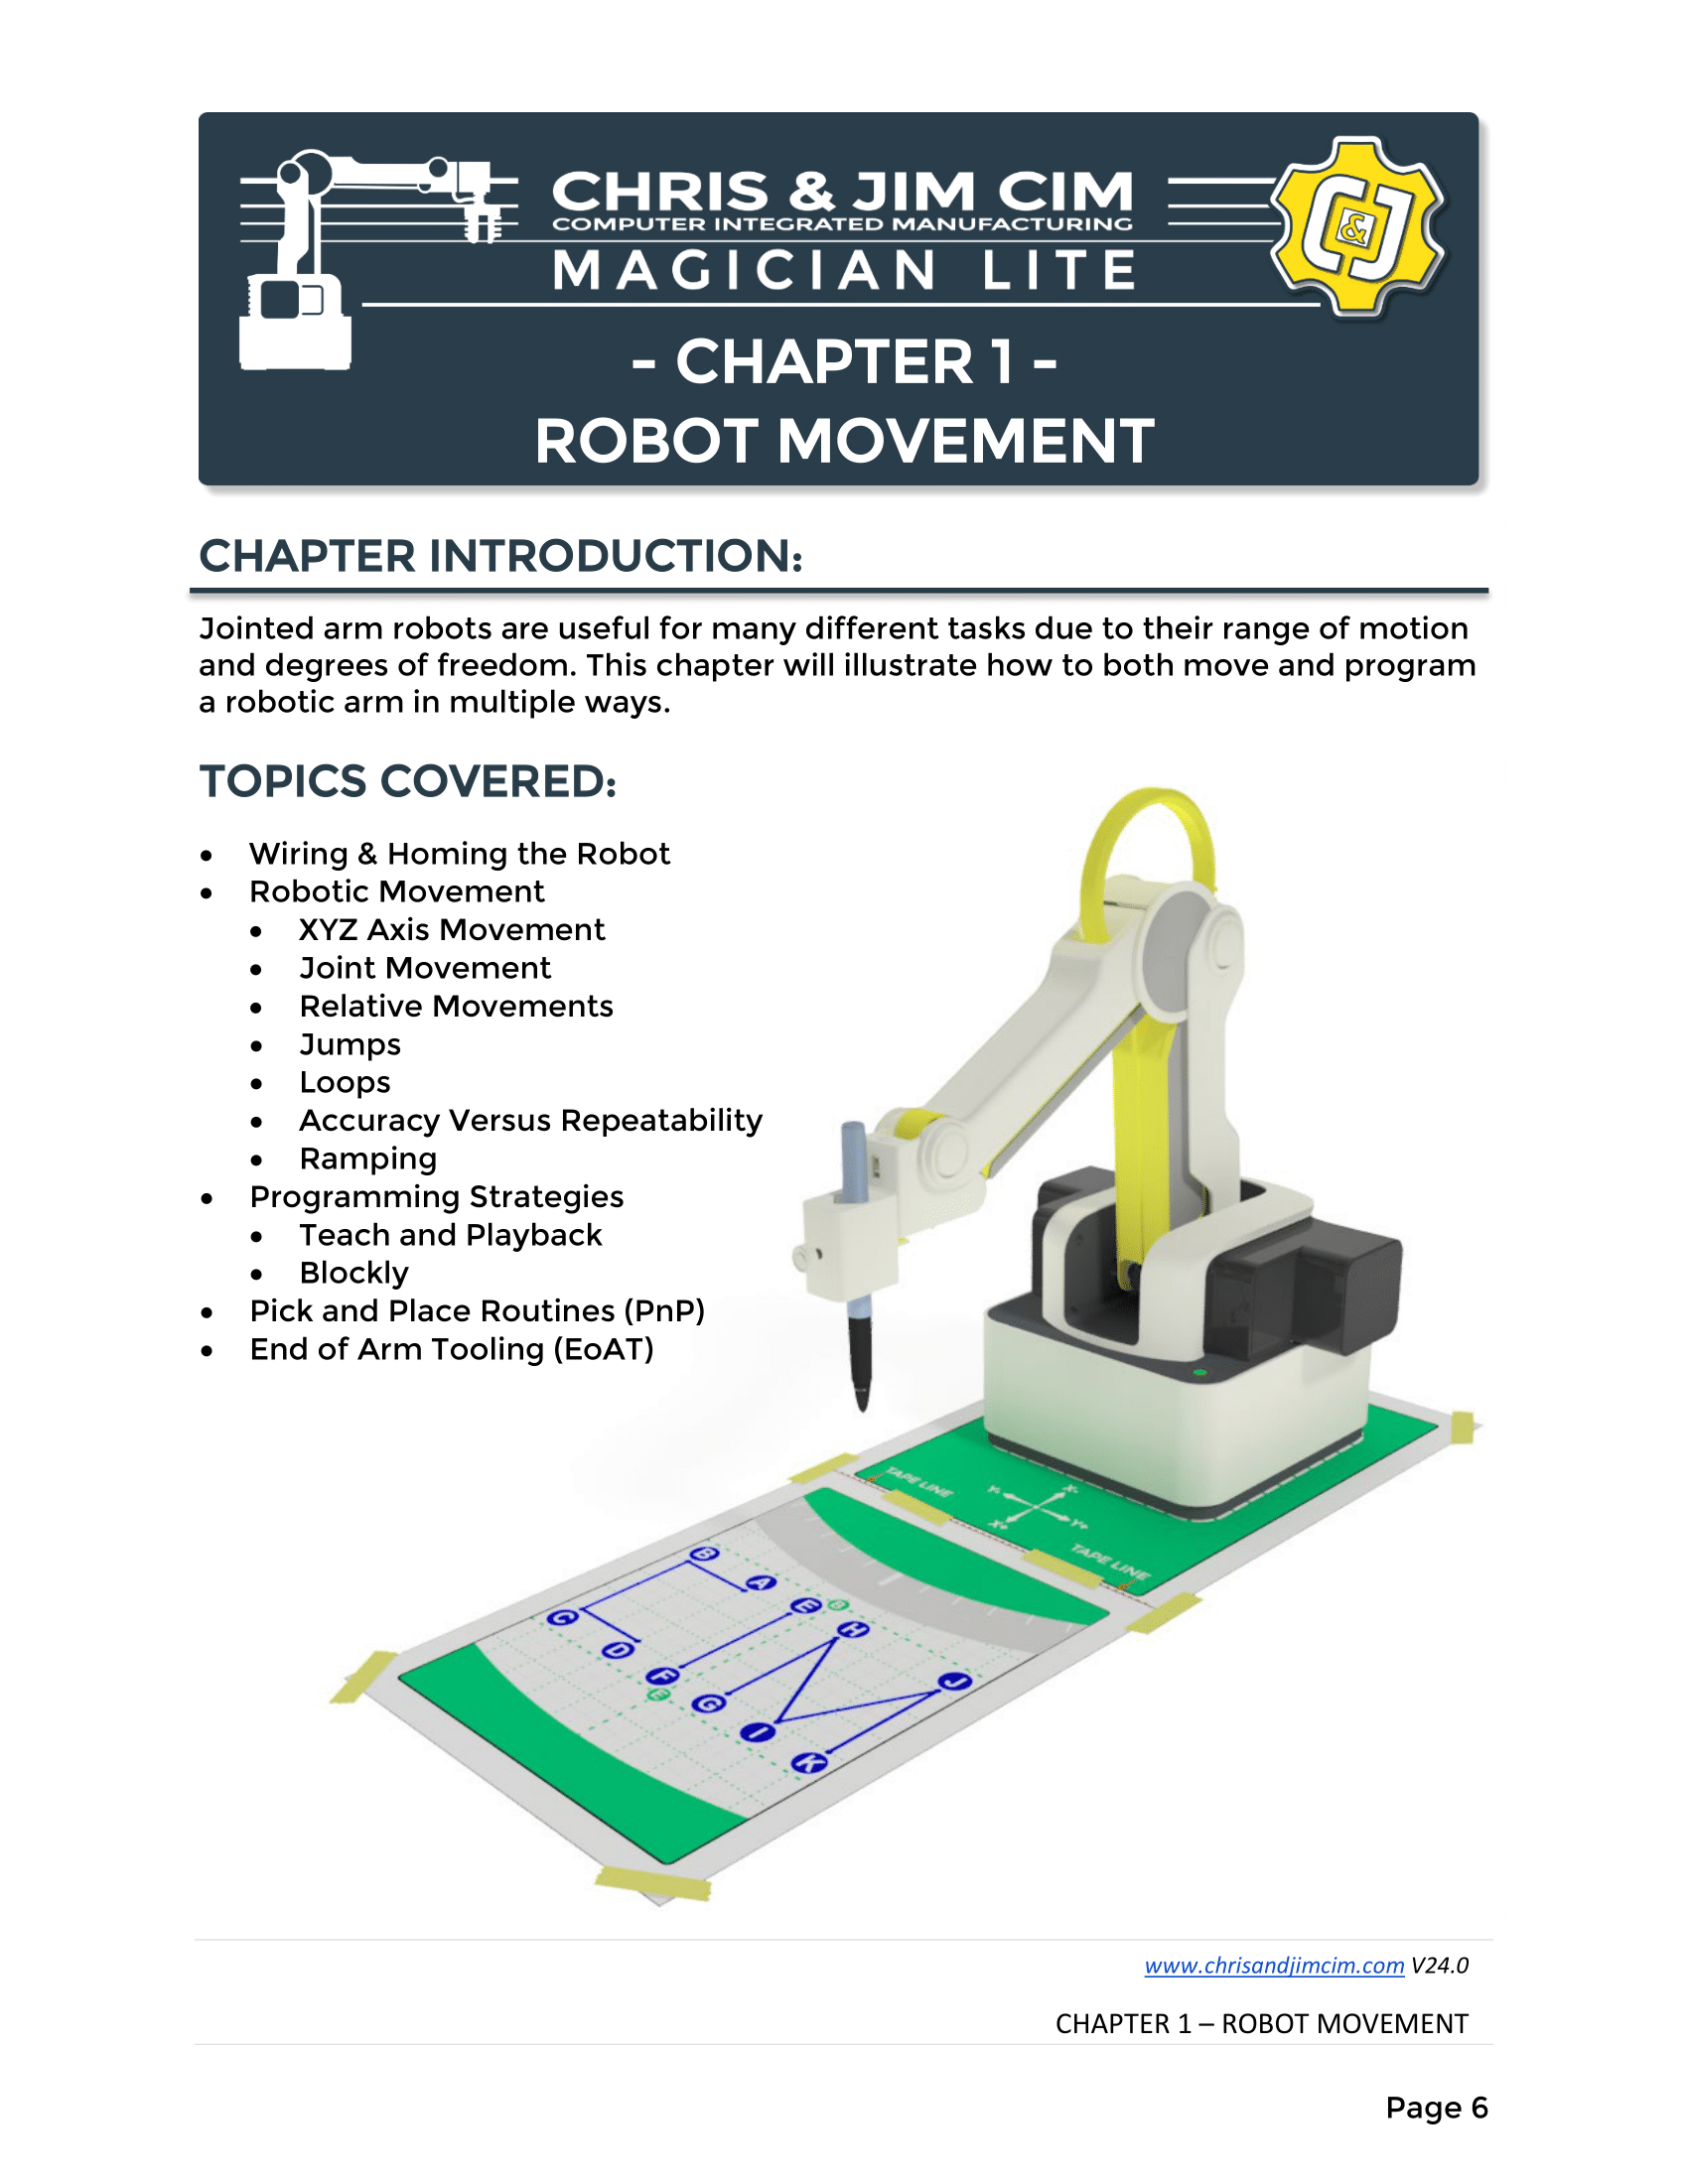 CHRIS & JIM CIM
COMPUTER INTEGRATED MANUFACTURING
MAGICIAN LITE
C&J
- CHAPTER 1 -
ROBOT MOVEMENT
CHAPTER INTRODUCTION:
Jointed arm robots are useful for many different tasks due to their range of motion
and degrees of freedom. This chapter will illustrate how to both move and program
a robotic arm in multiple ways.
TOPICS COVERED:
• Wiring & Homing the Robot
• Robotic Movement
• XYZ Axis Movement
• Joint Movement
• Relative Movements
• Jumps
• Loops
• Accuracy Versus Repeatability
• Ramping
• Programming Strategies
• Teach and Playback
• Blockly
• Pick and Place Routines (PnP)
• End of Arm Tooling (EoAT)
TAPE LINE
Y-
X-
X+
Y+
TAPE LINE
B
A
E
B
H
C
D
F
E
G
J
I
K
www.chrisandjimcim.com V24.0
CHAPTER 1 – ROBOT MOVEMENT
Page 6